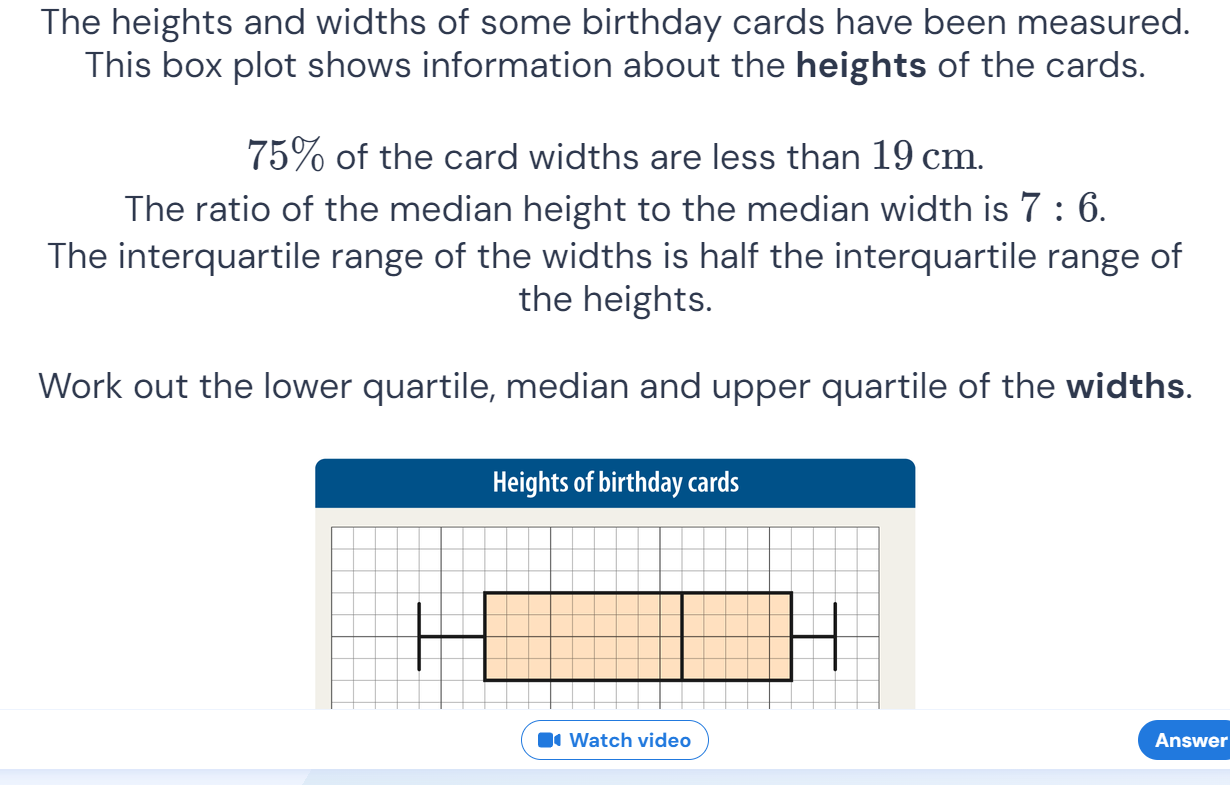 The heights and widths of some birthday cards have been measured.
This box plot shows information about the heights of the cards.
75% of the card widths are less than 19 cm.
The ratio of the median height to the median width is 7 : 6.
The interquartile range of the widths is half the interquartile range of
the heights.
Work out the lower quartile, median and upper quartile of the widths.
Heights of birthday cards
Watch video
Answer